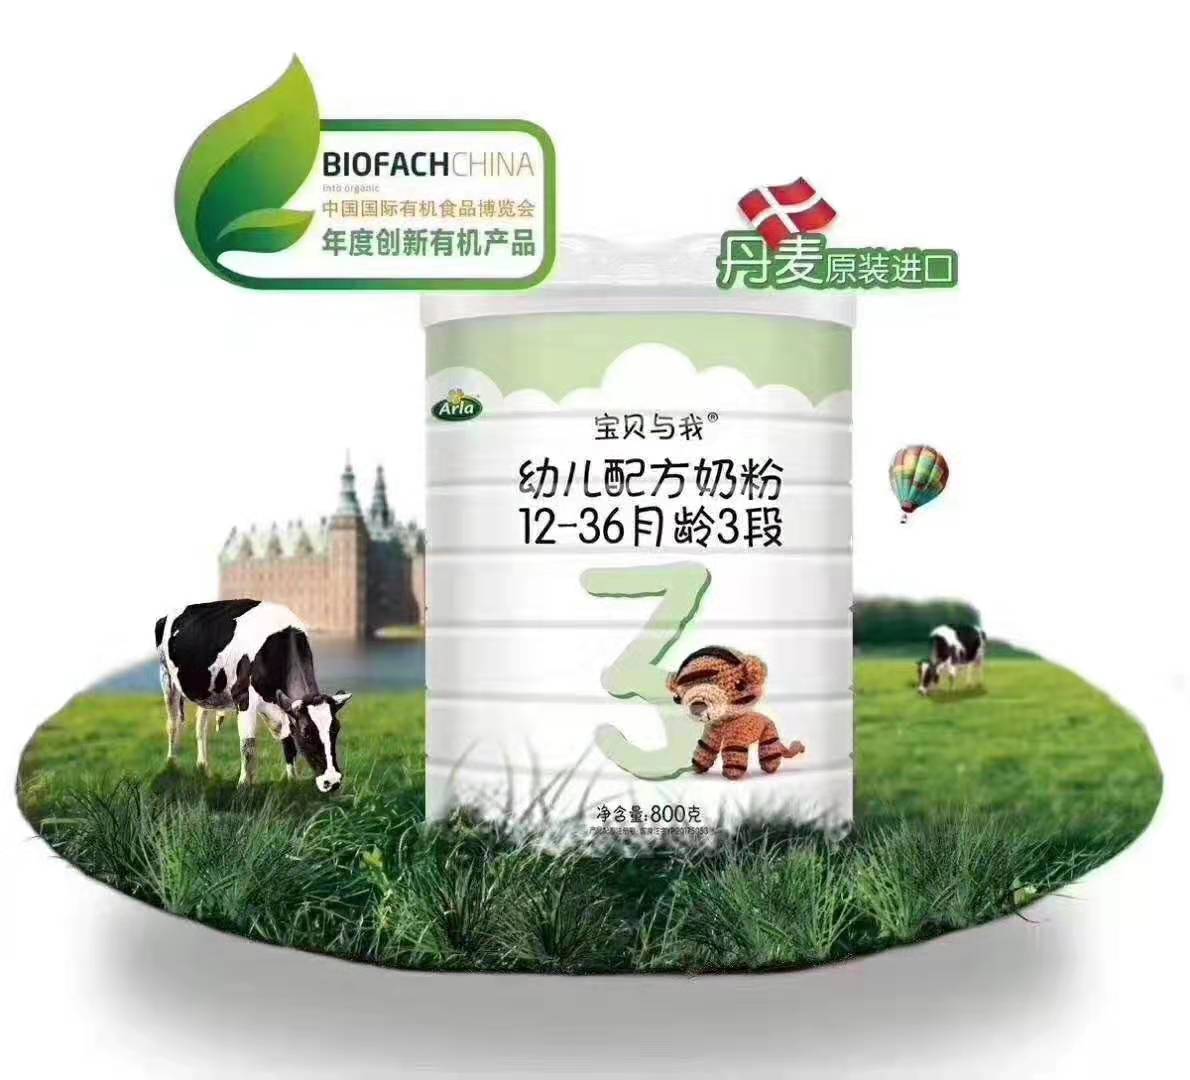 BIOFACHCHINA
into organic
中国国际有机食品博览会
年度创新有机产品
丹麦原装进口
Arla
宝贝与我®
幼儿配方奶粉
12-36月龄3段
3
净含量:800克